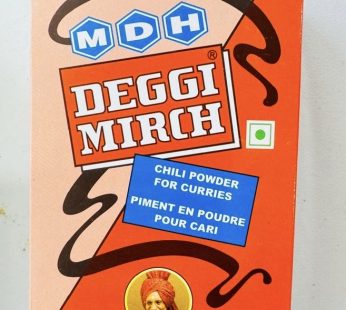 MDH
®
DEGGI
MIRCH
CHILI POWDER
FOR CURRIES
PIMENT EN POUDRE
POUR CARI